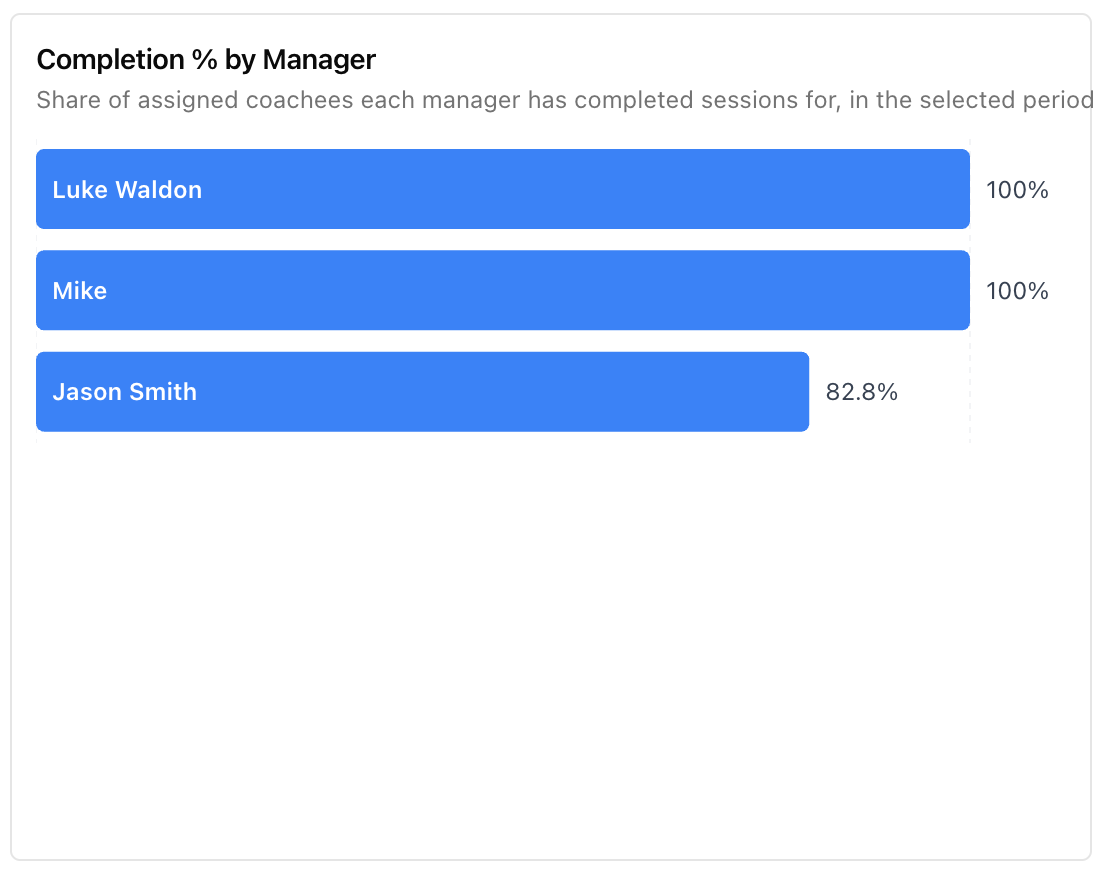 Completion % by Manager
Share of assigned coachees each manager has completed sessions for, in the selected period
Luke Waldon 100%
Mike 100%
Jason Smith 82.8%